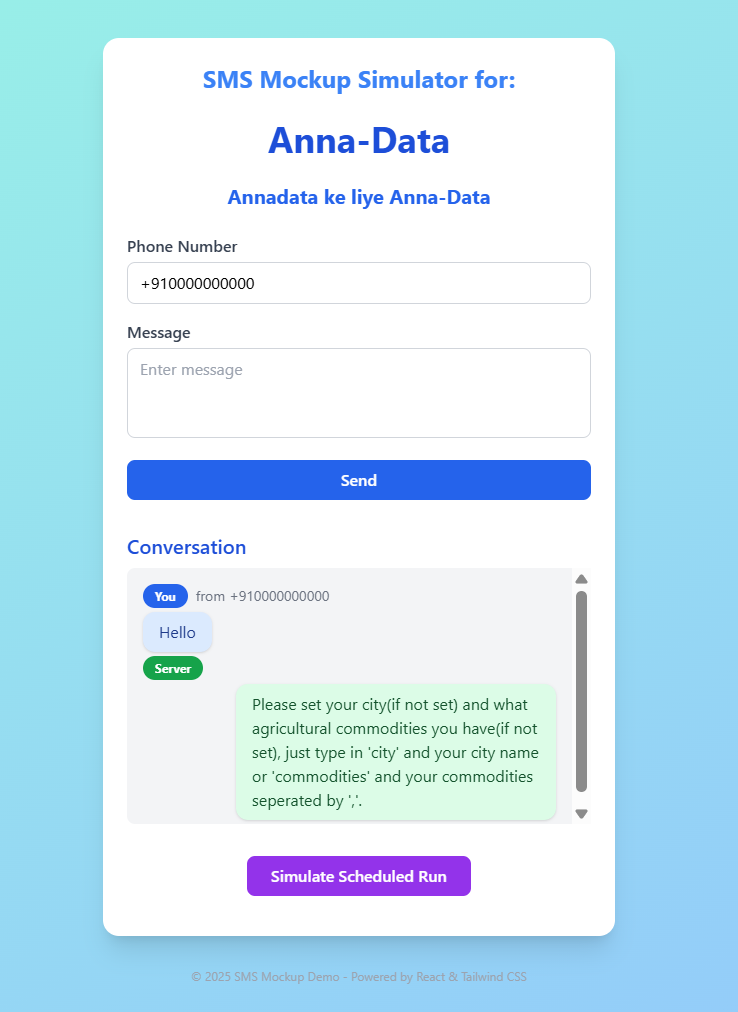 SMS Mockup Simulator for:
Anna-Data
Annadata ke liye Anna-Data
Phone Number
+910000000000
Message
Enter message
Send
Conversation
You from +910000000000
Hello
Server
Please set your city(if not set) and what
agricultural commodities you have(if not
set), just type in 'city' and your city name
or 'commodities' and your commodities
seperated by ','.
Simulate Scheduled Run
© 2025 SMS Mockup Demo - Powered by React & Tailwind CSS